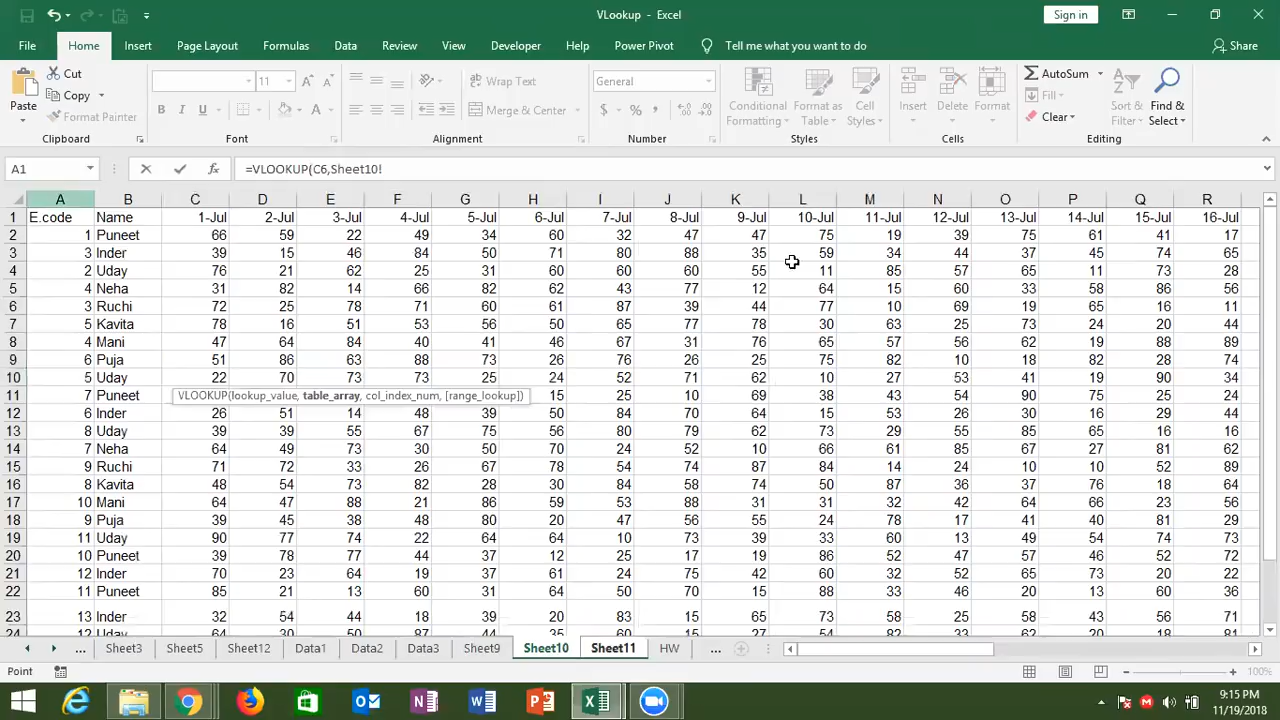 VLookup - Excel
Sign in
File Home Insert Page Layout Formulas Data Review View Developer Help Power Pivot Tell me what you want to do Share
Paste Cut Copy Format Painter
11 Wrap Text Merge & Center
B I U
General
$ % ,
Conditional Formatting Format as Table Cell Styles
Insert Delete Format
AutoSum Fill Clear Sort & Filter Find & Select
Clipboard Font Alignment Number Styles Cells Editing
A1 fx =VLOOKUP(C6,Sheet10!
A B C D E F G H I J K L M N O P Q R
1 E.code Name 1-Jul 2-Jul 3-Jul 4-Jul 5-Jul 6-Jul 7-Jul 8-Jul 9-Jul 10-Jul 11-Jul 12-Jul 13-Jul 14-Jul 15-Jul 16-Jul
2 1 Puneet 66 59 22 49 34 60 32 47 47 75 19 39 75 61 41 17
3 3 Inder 39 15 46 84 50 71 80 88 35 59 34 44 37 45 74 65
4 2 Uday 76 21 62 25 31 60 60 60 55 11 85 57 65 11 73 28
5 4 Neha 31 82 14 66 82 62 43 77 12 64 15 60 33 58 86 56
6 3 Ruchi 72 25 78 71 60 61 87 39 44 77 10 69 19 65 16 11
7 5 Kavita 78 16 51 53 56 50 65 77 78 30 63 25 73 24 20 44
8 4 Mani 47 64 84 40 41 46 67 31 76 65 57 56 62 19 88 89
9 6 Puja 51 86 63 88 73 26 76 26 25 75 82 10 18 82 28 74
10 5 Uday 22 70 73 73 25 24 52 71 62 10 27 53 41 19 90 34
11 7 Puneet 15 25 10 69 38 43 54 90 75 25 24
VLOOKUP(lookup_value, table_array, col_index_num, [range_lookup])
12 6 Inder 26 51 14 48 39 50 84 70 64 15 53 26 30 16 29 44
13 8 Uday 39 39 55 67 75 56 80 79 62 73 29 55 85 65 16 16
14 7 Neha 64 49 73 30 50 70 24 52 10 66 14 61 85 67 27 81 62
15 9 Ruchi 71 72 33 26 67 78 54 74 87 84 14 24 10 10 52 89
16 8 Kavita 48 54 73 82 28 30 84 58 74 50 87 36 37 76 18 64
17 10 Mani 64 47 88 21 86 59 53 88 31 31 32 42 64 66 23 56
18 9 Puja 39 45 38 48 80 20 47 56 55 24 78 17 41 40 81 29
19 11 Uday 90 77 74 22 64 64 10 73 39 33 60 13 49 54 74 73
20 10 Puneet 39 78 77 44 37 12 25 17 19 86 52 47 57 46 52 72
21 12 Inder 70 23 64 19 37 61 24 75 42 60 32 52 65 73 20 22
22 11 Puneet 85 21 13 60 31 64 50 70 15 88 33 46 20 13 60 36
23 13 Inder 32 54 44 18 39 19 83 15 65 73 58 25 58 43 56 71
24 12 Uday 64 30 50 87 44 35 60 15 27 54 82 33 62 19 18 81
... Sheet3 Sheet5 Sheet12 Data1 Data2 Data3 Sheet9 Sheet10 Sheet11 HW ...
Point 100%
9:15 PM
11/19/2018